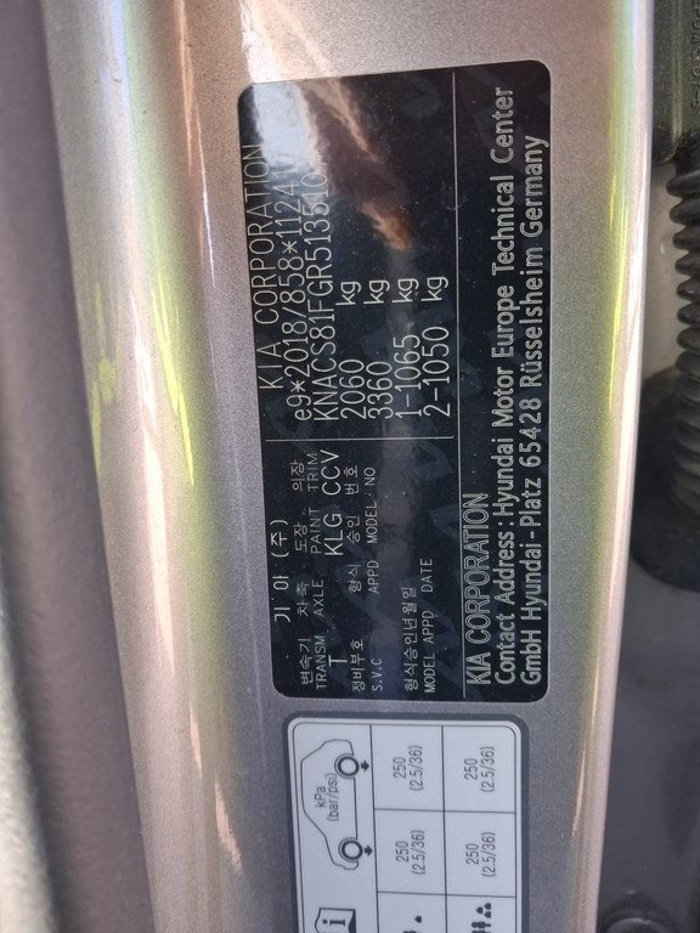 기 아 (주) KIA CORPORATION
변속기 차축 도장 의장
TRANSM AXLE PAINT TRIM
T KLG CCV
정비부호 형식 승인 번호
S.V.C APPD MODEL NO
형식승인년월일
MODEL APPD DATE
e9*2018/858*11241
KNACS81FGR5135101
2060 kg
3360 kg
1-1065 kg
2-1050 kg
KIA CORPORATION
Contact Address : Hyundai Motor Europe Technical Center
GmbH Hyundai-Platz 65428 Rüsselsheim Germany
kPa
(bar/psi)
250
(2.5/36)
250
(2.5/36)
250
(2.5/36)
250
(2.5/36)
i